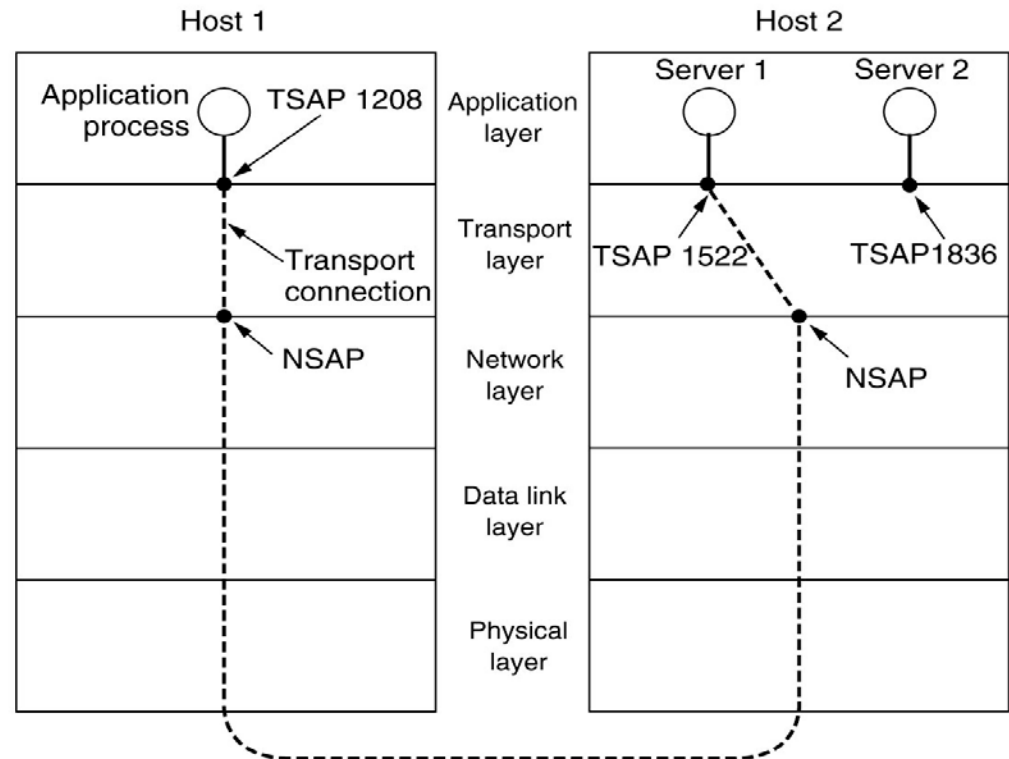 Host 1
Host 2
Application
process
TSAP 1208
Application
layer
Server 1
Server 2
Transport
connection
Transport
layer
TSAP 1522
TSAP1836
NSAP
Network
layer
NSAP
Data link
layer
Physical
layer